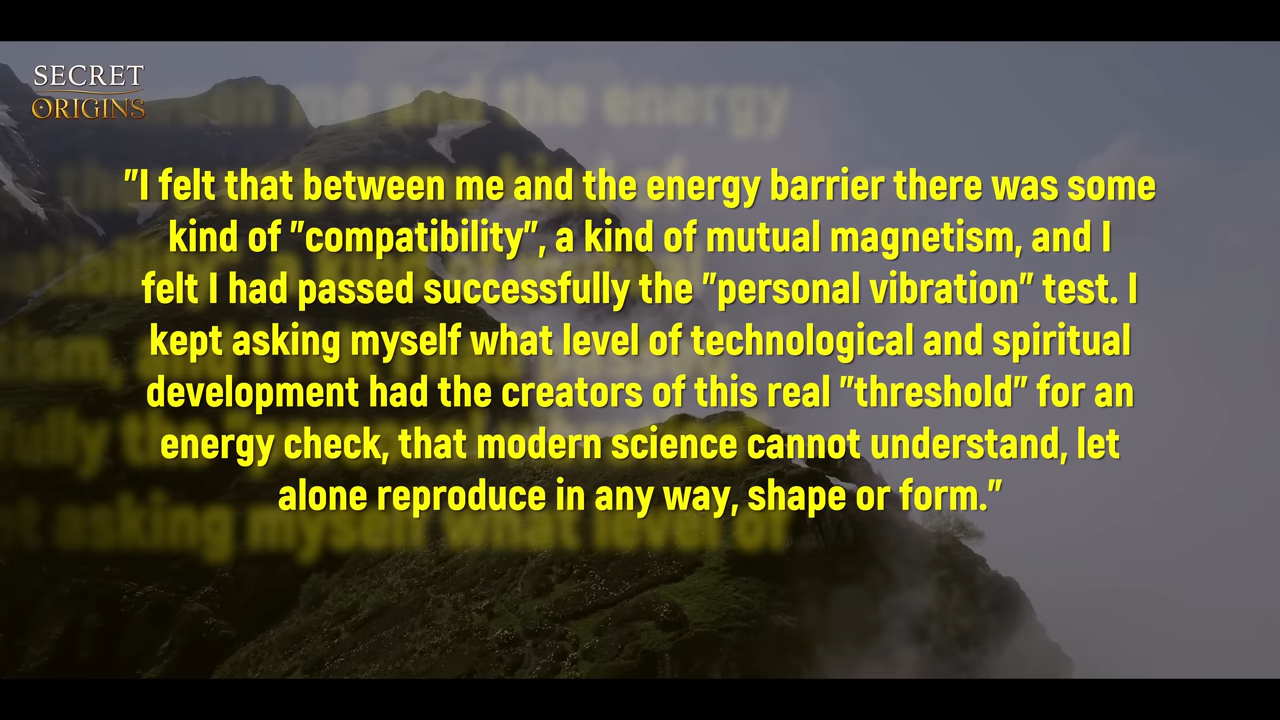 SECRET
ORIGINS
"I felt that between me and the energy barrier there was some
kind of "compatibility", a kind of mutual magnetism, and I
felt I had passed successfully the "personal vibration" test. I
kept asking myself what level of technological and spiritual
development had the creators of this real "threshold" for an
energy check, that modern science cannot understand, let
alone reproduce in any way, shape or form."